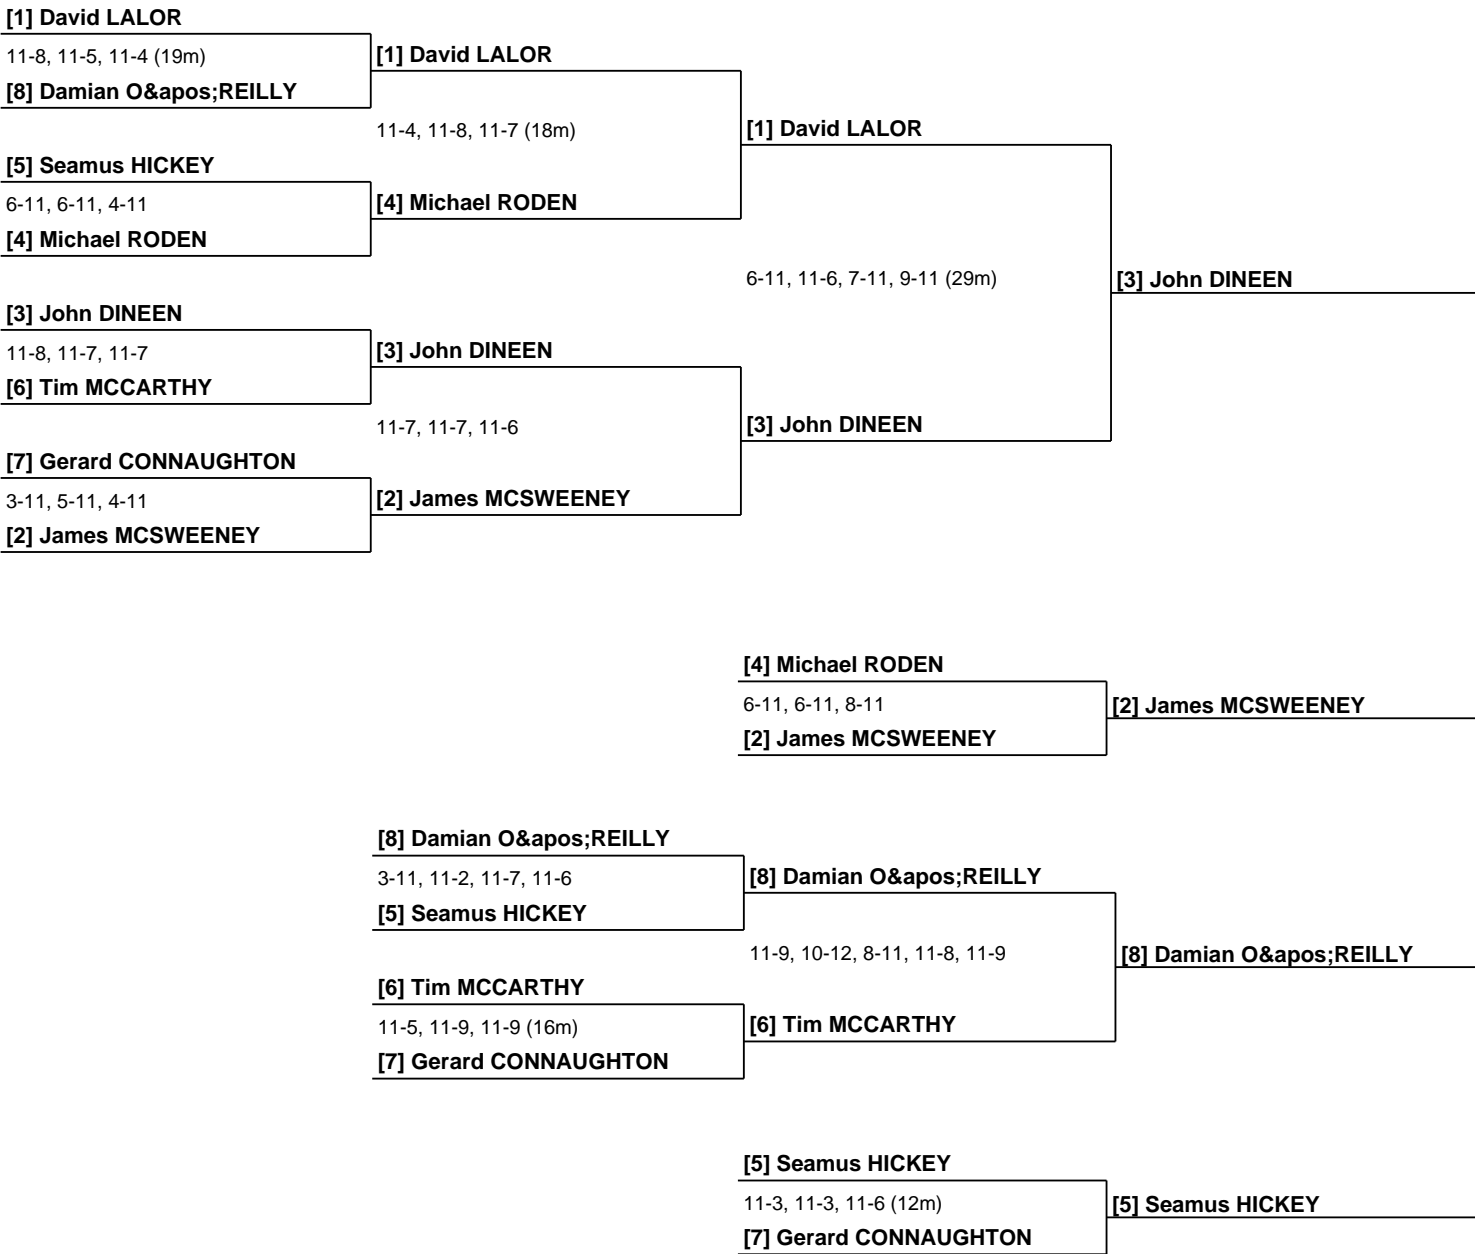 [1] David LALOR
11-8, 11-5, 11-4 (19m)
[1] David LALOR
[8] Damian O&apos;REILLY
11-4, 11-8, 11-7 (18m)
[1] David LALOR
[5] Seamus HICKEY
6-11, 6-11, 4-11
[4] Michael RODEN
[4] Michael RODEN
6-11, 11-6, 7-11, 9-11 (29m)
[3] John DINEEN
[3] John DINEEN
11-8, 11-7, 11-7
[3] John DINEEN
[6] Tim MCCARTHY
11-7, 11-7, 11-6
[3] John DINEEN
[7] Gerard CONNAUGHTON
3-11, 5-11, 4-11
[2] James MCSWEENEY
[2] James MCSWEENEY
[4] Michael RODEN
6-11, 6-11, 8-11
[2] James MCSWEENEY
[2] James MCSWEENEY
[8] Damian O&apos;REILLY
3-11, 11-2, 11-7, 11-6
[8] Damian O&apos;REILLY
[5] Seamus HICKEY
11-9, 10-12, 8-11, 11-8, 11-9
[8] Damian O&apos;REILLY
[6] Tim MCCARTHY
11-5, 11-9, 11-9 (16m)
[6] Tim MCCARTHY
[7] Gerard CONNAUGHTON
[5] Seamus HICKEY
11-3, 11-3, 11-6 (12m)
[5] Seamus HICKEY
[7] Gerard CONNAUGHTON